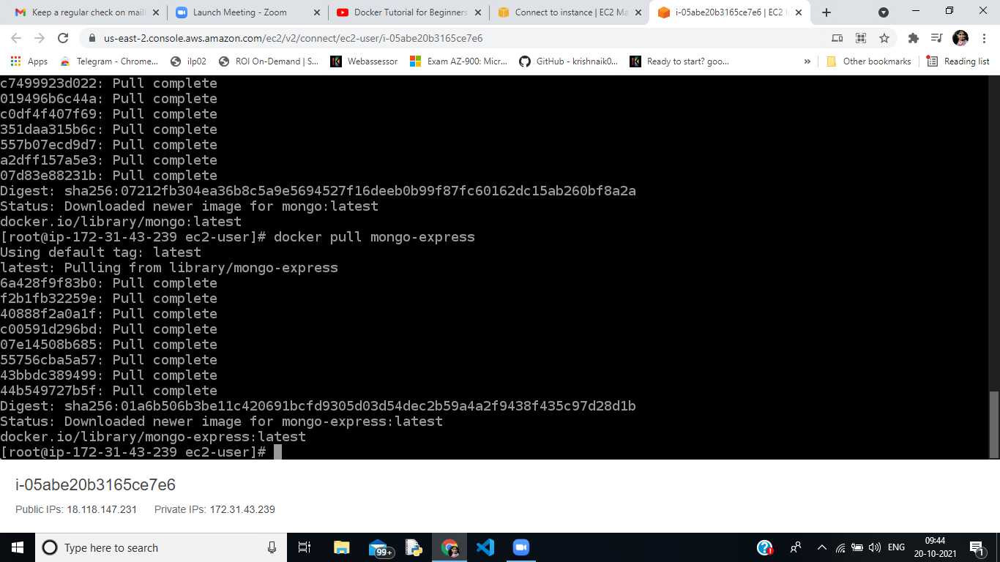 Keep a regular check on mail
Launch Meeting - Zoom
Docker Tutorial for Beginners
Connect to instance | EC2 Ma
i-05abe20b3165ce7e6 | EC2
us-east-2.console.aws.amazon.com/ec2/v2/connect/ec2-user/i-05abe20b3165ce7e6
Apps
Telegram - Chrome...
ilp02
ROI On-Demand | S...
Webassessor
Exam AZ-900: Micr...
GitHub - krishnaik0...
Ready to start? goo...
»
Other bookmarks
Reading list
c7499923d022: Pull complete
019496b6c44a: Pull complete
c0df4f407f69: Pull complete
351daa315b6c: Pull complete
557b07ecd9d7: Pull complete
a2dff157a5e3: Pull complete
07d83e88231b: Pull complete
Digest: sha256:07212fb304ea36b8c5a9e5694527f16deeb0b99f87fc60162dc15ab260bf8a2a
Status: Downloaded newer image for mongo:latest
docker.io/library/mongo:latest
[root@ip-172-31-43-239 ec2-user]# docker pull mongo-express
Using default tag: latest
latest: Pulling from library/mongo-express
6a428f9f83b0: Pull complete
f2b1fb32259e: Pull complete
40888f2a0a1f: Pull complete
c00591d296bd: Pull complete
07e14508b685: Pull complete
55756cba5a57: Pull complete
43bbdc389499: Pull complete
44b549727b5f: Pull complete
Digest: sha256:01a6b506b3be11c420691bcfd9305d03d54dec2b59a4a2f9438f435c97d28d1b
Status: Downloaded newer image for mongo-express:latest
docker.io/library/mongo-express:latest
[root@ip-172-31-43-239 ec2-user]#
i-05abe20b3165ce7e6
Public IPs: 18.118.147.231 Private IPs: 172.31.43.239
Type here to search
99+
ENG
09:44
20-10-2021
1